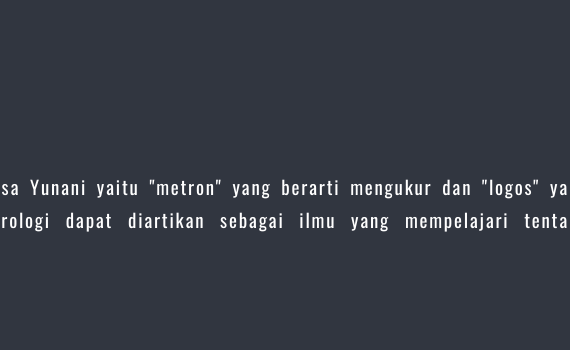 sa Yunani yaitu "metron" yang berarti mengukur dan "logos" ya
rologi dapat diartikan sebagai ilmu yang mempelajari tenta